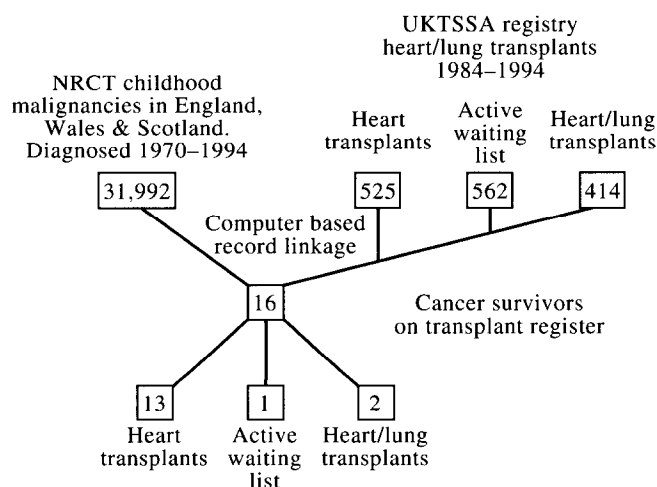 UKTSSA registry
heart/lung transplants
1984–1994
NRCT childhood
malignancies in England,
Wales & Scotland.
Diagnosed 1970–1994
Heart
transplants
Active
waiting
list
Heart/lung
transplants
31,992
525
562
414
Computer based
record linkage
16
Cancer survivors
on transplant register
13
1
2
Heart
transplants
Active
waiting
list
Heart/lung
transplants